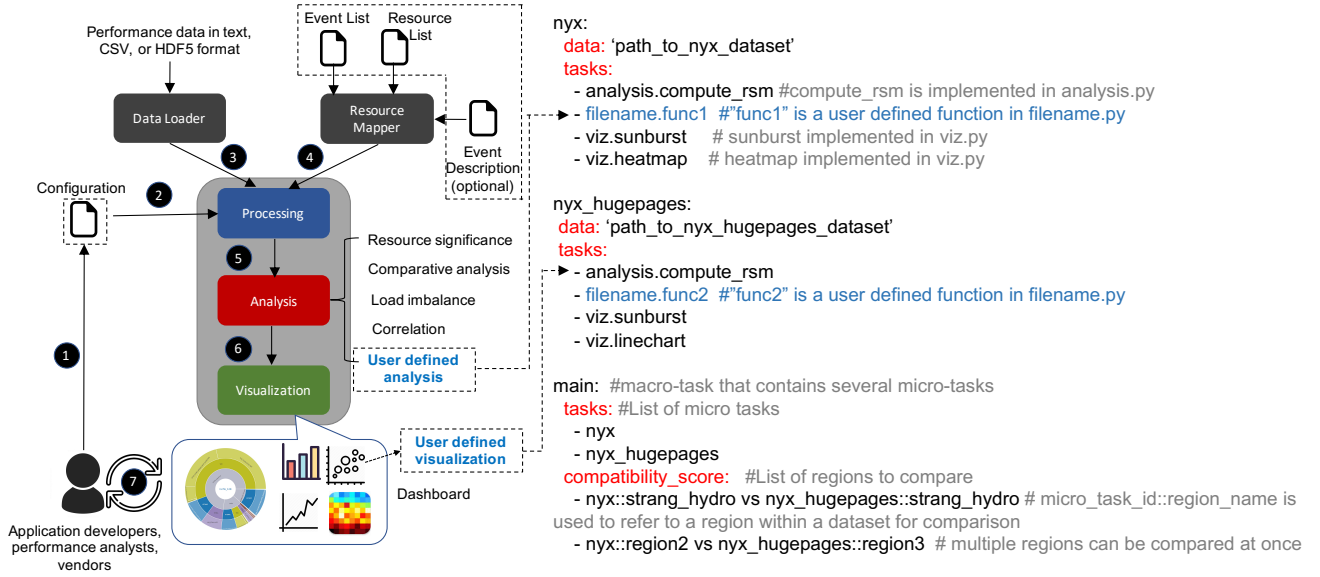 Performance data in text,
CSV, or HDF5 format
Event List
Resource
List
Data Loader
Resource
Mapper
Event
Description
(optional)
3
4
Configuration
2
Processing
5
Resource significance
Comparative analysis
Analysis
Load imbalance
Correlation
1
6
User defined
analysis
Visualization
User defined
visualization
7
Dashboard
Application developers,
performance analysts,
vendors
nyx:
data: ‘path_to_nyx_dataset’
tasks:
- analysis.compute_rsm #compute_rsm is implemented in analysis.py
- filename.func1 #”func1” is a user defined function in filename.py
- viz.sunburst # sunburst implemented in viz.py
- viz.heatmap # heatmap implemented in viz.py
nyx_hugepages:
data: ‘path_to_nyx_hugepages_dataset’
tasks:
- analysis.compute_rsm
- filename.func2 #”func2” is a user defined function in filename.py
- viz.sunburst
- viz.linechart
main: #macro-task that contains several micro-tasks
tasks: #List of micro tasks
- nyx
- nyx_hugepages
compatibility_score: #List of regions to compare
- nyx::strang_hydro vs nyx_hugepages::strang_hydro # micro_task_id::region_name is
used to refer to a region within a dataset for comparison
- nyx::region2 vs nyx_hugepages::region3 # multiple regions can be compared at once